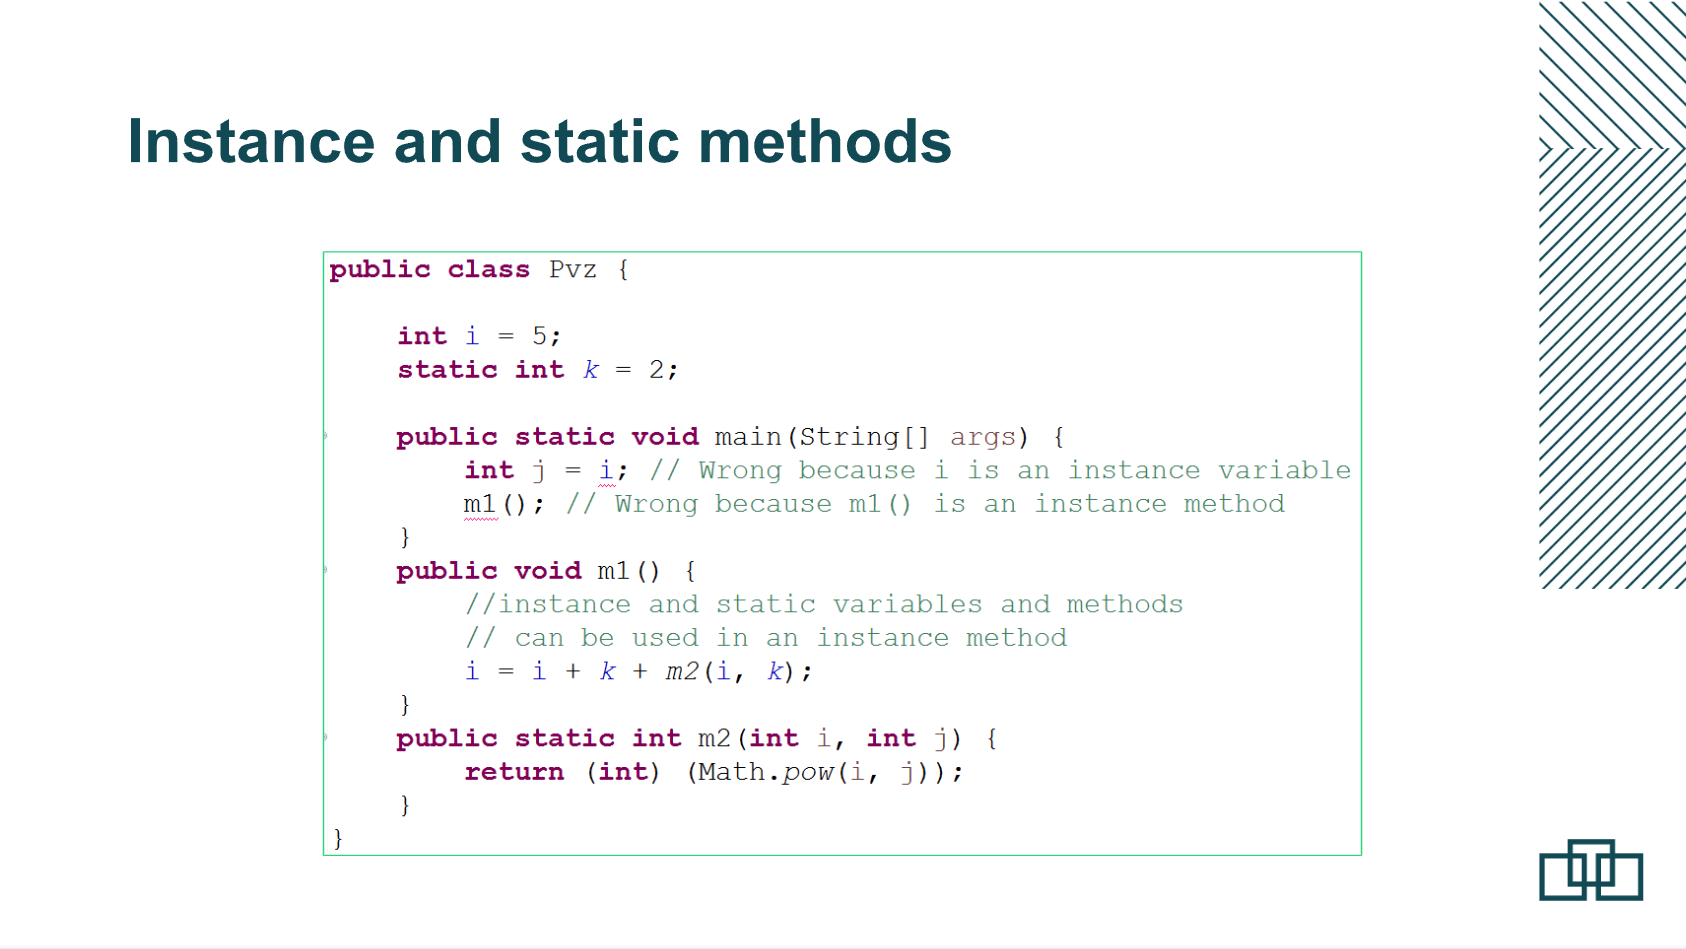 Instance and static methods
public class Pvz {
int i = 5;
static int k = 2;
public static void main(String[] args) {
int j = i; // Wrong because i is an instance variable
m1(); // Wrong because m1() is an instance method
}
public void m1() {
//instance and static variables and methods
// can be used in an instance method
i = i + k + m2(i, k);
}
public static int m2(int i, int j) {
return (int) (Math.pow(i, j));
}
}